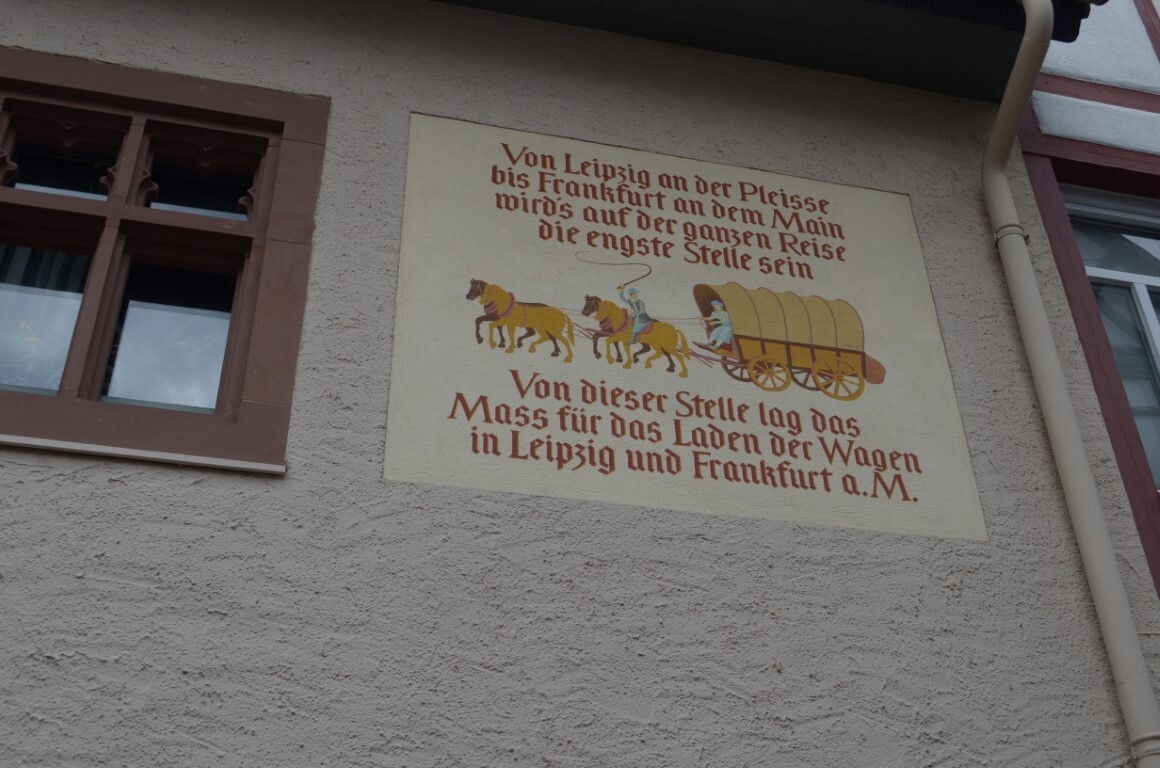 Von Leipzig an der Pleisse
bis Frankfurt an dem Main
wird's auf der ganzen Reise
die engste Stelle sein
Von dieser Stelle lag das
Mass für das Laden der Wagen
in Leipzig und Frankfurt a.M.